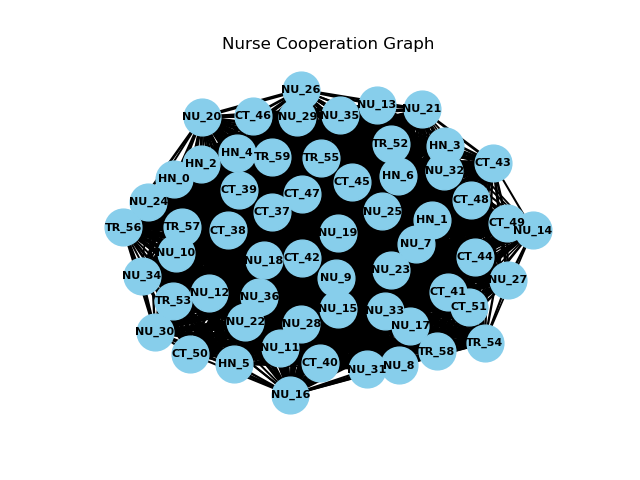 Nurse Cooperation Graph
NU_26
NU_13
NU_21
NU_20
CT_46
NU_29
NU_35
TR_52
HN_3
HN_4
TR_59
TR_55
HN_2
CT_43
NU_32
HN_6
HN_0
CT_45
CT_39
CT_47
CT_48
NU_24
CT_37
NU_25
HN_1
CT_49
TR_56
TR_57
CT_38
NU_19
NU_14
NU_7
NU_10
CT_44
NU_18
CT_42
NU_23
NU_34
NU_9
NU_27
NU_12
CT_41
TR_53
NU_36
CT_51
NU_15
NU_33
NU_22
NU_28
NU_17
NU_30
TR_54
NU_11
TR_58
CT_50
HN_5
CT_40
NU_31
NU_8
NU_16